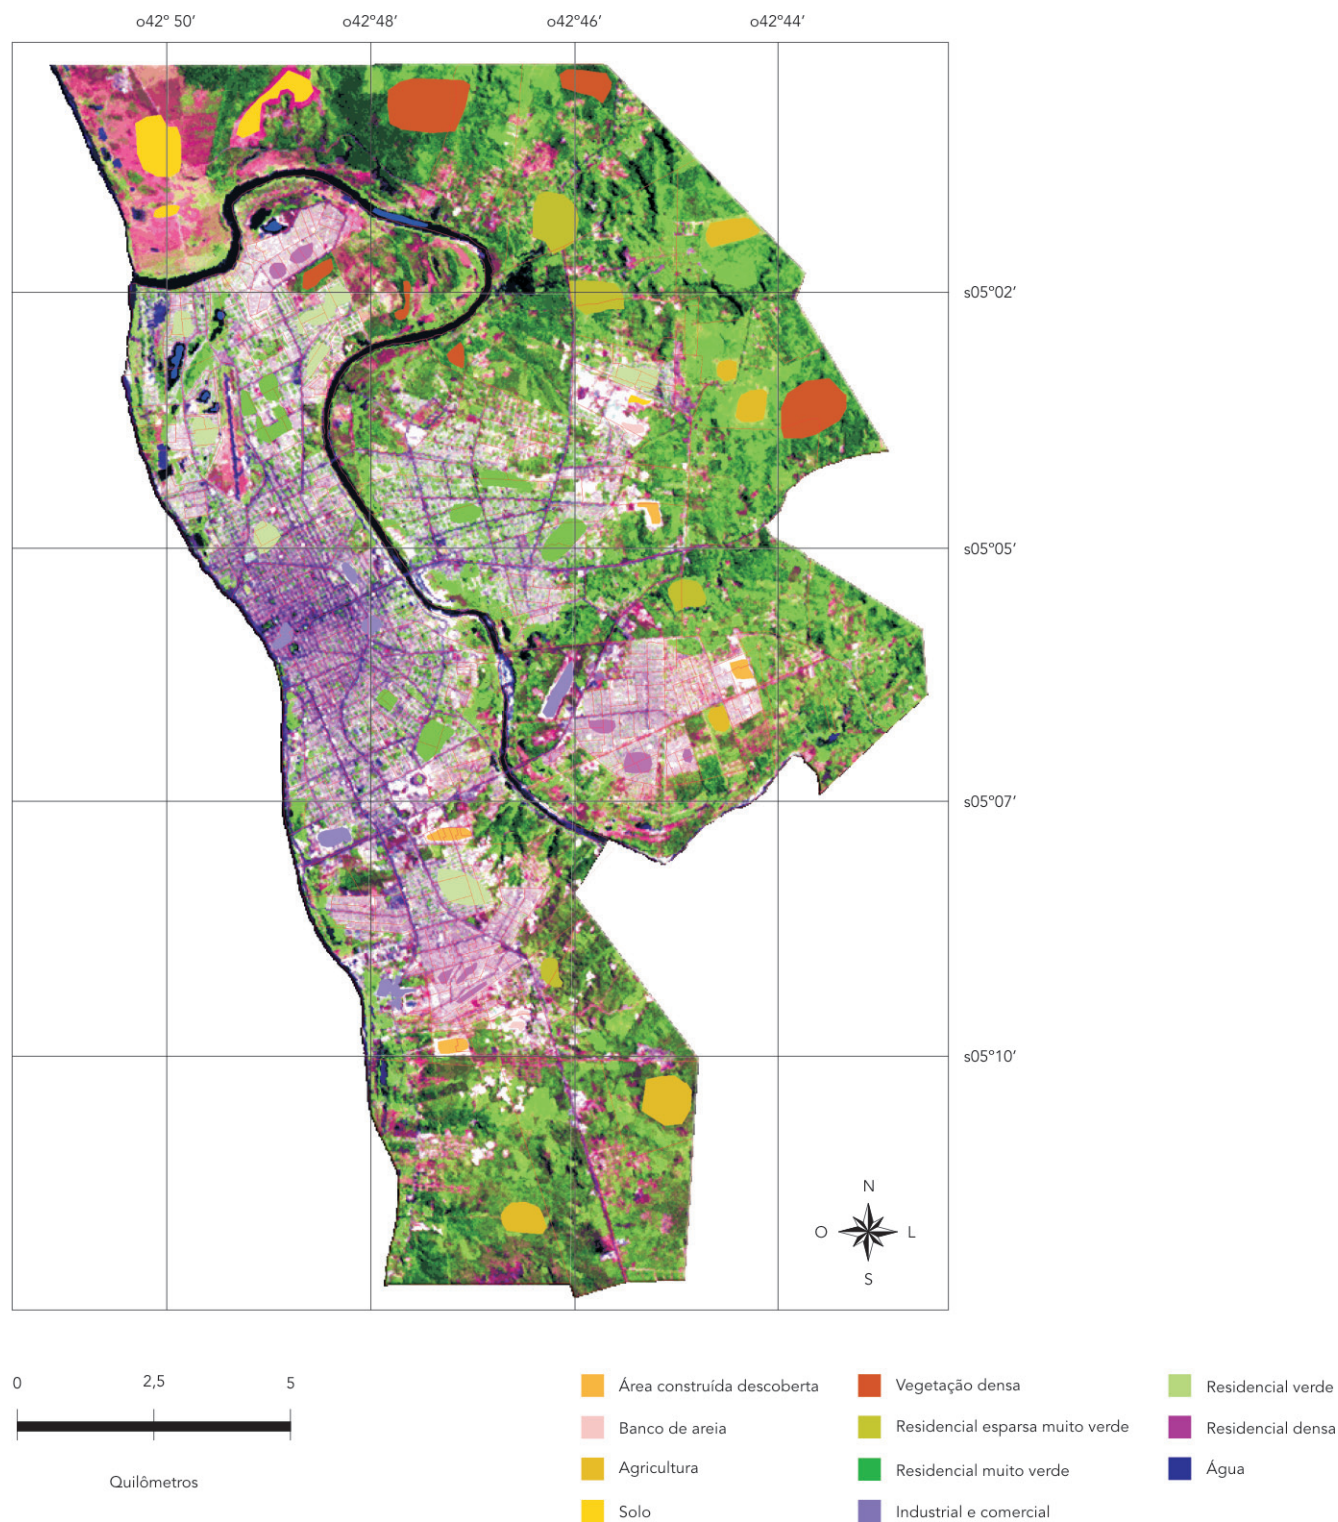 o42° 50′ o42°48′ o42°46′ o42°44′
s05°02′
s05°05′
s05°07′
s05°10′
N
O L
S
0 2,5 5
Quilômetros
Área construída descoberta
Banco de areia
Agricultura
Solo
Vegetação densa
Residencial esparsa muito verde
Residencial muito verde
Industrial e comercial
Residencial verde
Residencial densa
Água